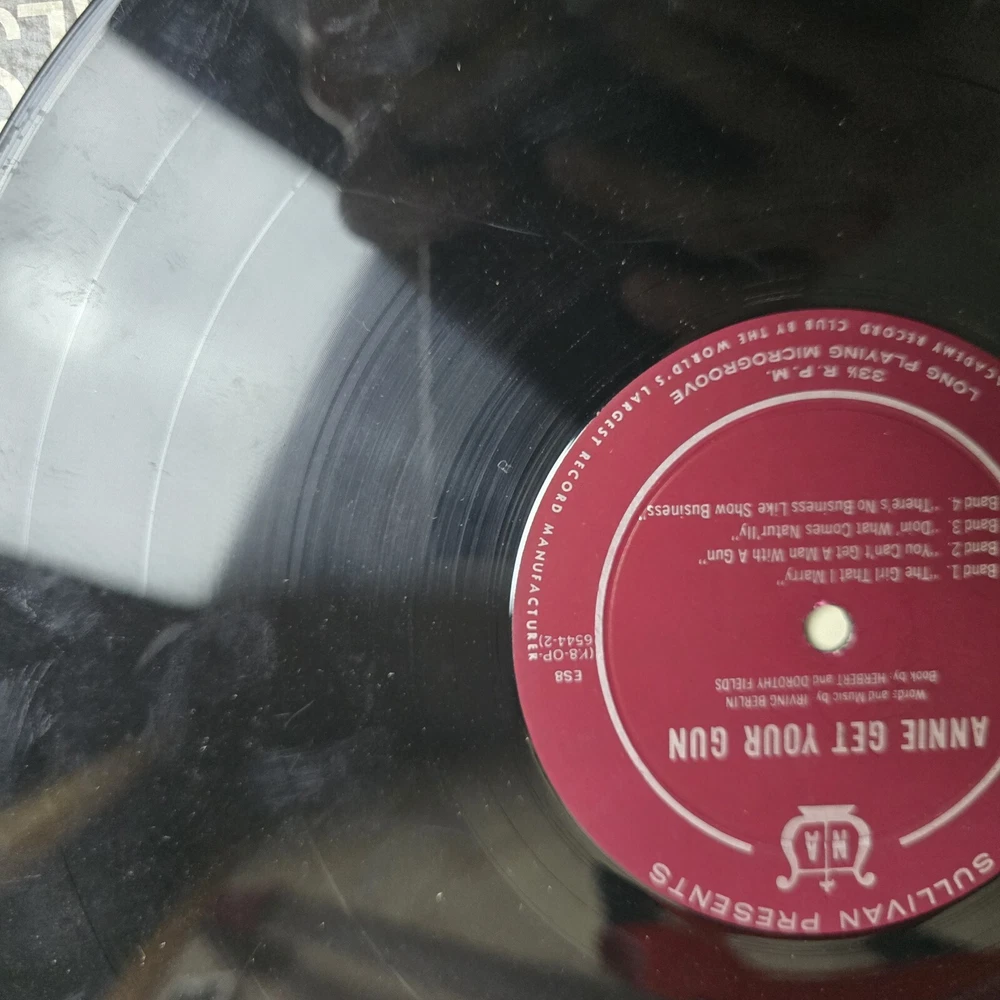 SULLIVAN PRESENTS
NA
ANNIE GET YOUR GUN
Words and Music by IRVING BERLIN
Book by: HERBERT and DOROTHY FIELDS
ES8
(K8-OP-
6544-2)
Band 1. "The Girl That I Marry"
Band 2. "You Can't Get A Man With A Gun"
Band 3. "Doin' What Comes Natur'lly"
Band 4. "There's No Business Like Show Business"
33⅓ R.P.M.
LONG PLAYING MICROGROOVE
ACADEMY RECORD CLUB BY THE WORLD'S LARGEST RECORD MANUFACTURER